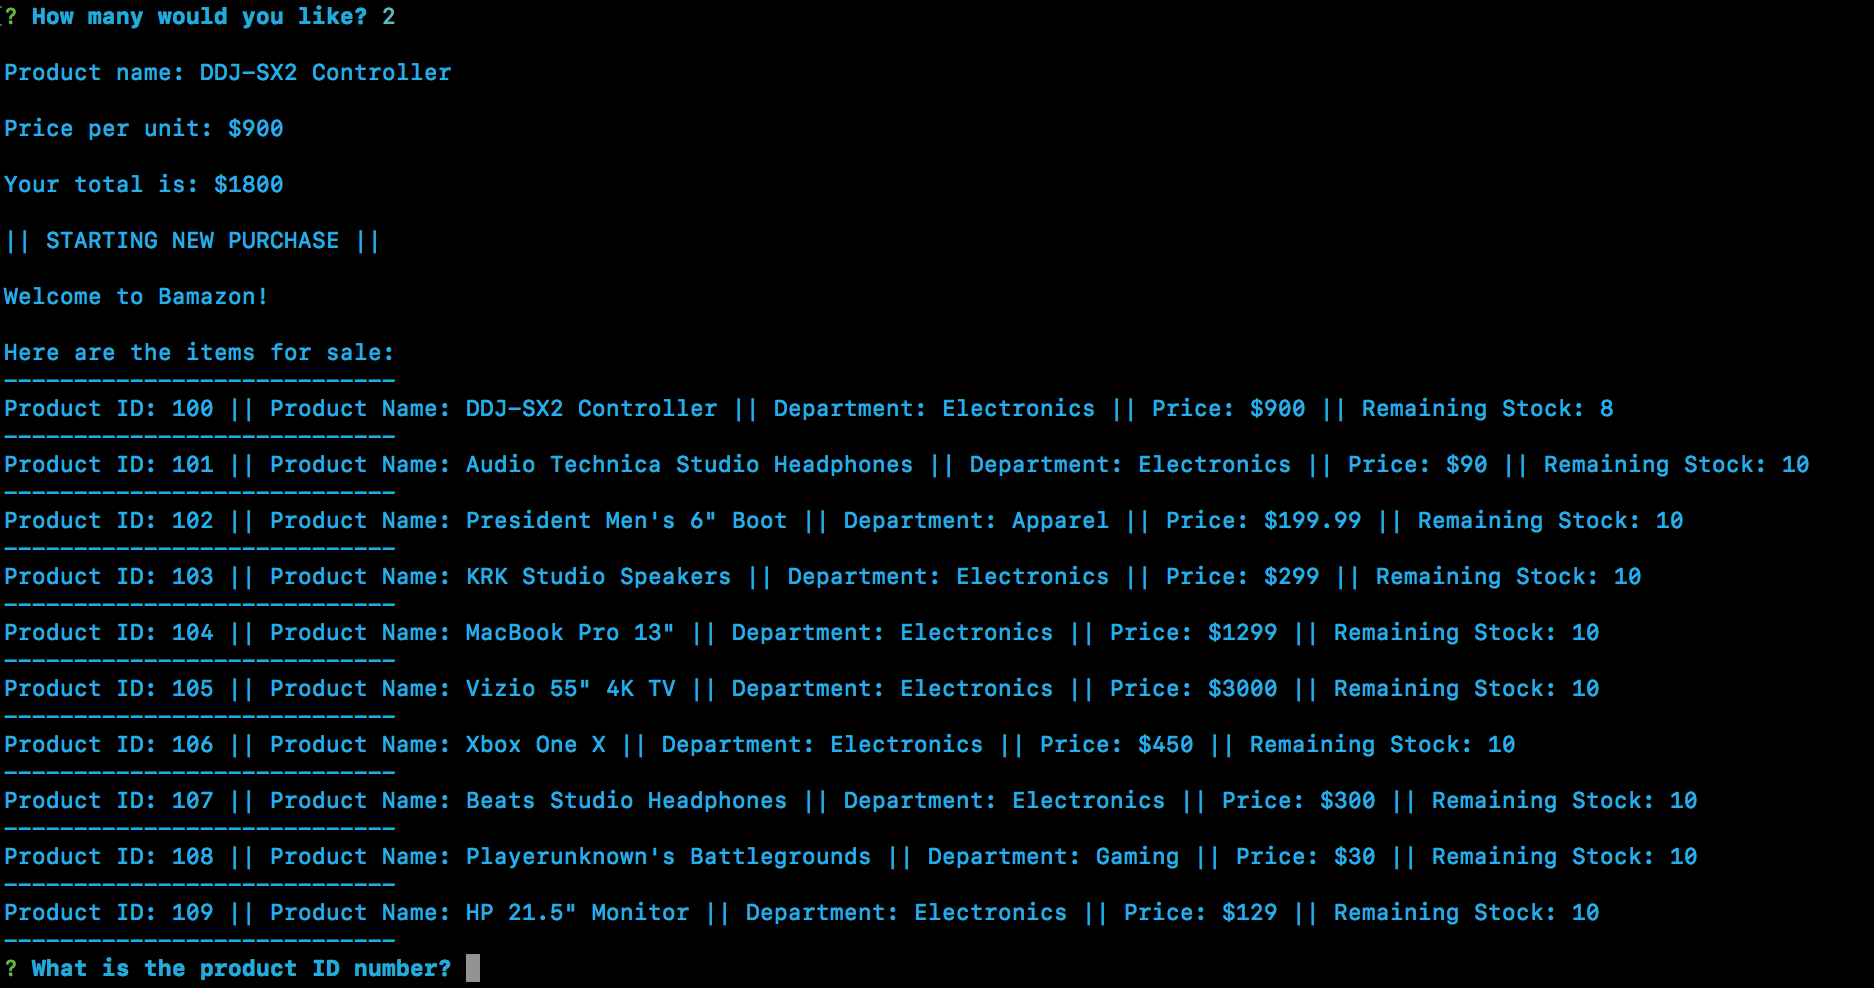 ? How many would you like? 2
Product name: DDJ-SX2 Controller
Price per unit: $900
Your total is: $1800
|| STARTING NEW PURCHASE ||
Welcome to Bamazon!
Here are the items for sale:
----------------------------
Product ID: 100 || Product Name: DDJ-SX2 Controller || Department: Electronics || Price: $900 || Remaining Stock: 8
----------------------------
Product ID: 101 || Product Name: Audio Technica Studio Headphones || Department: Electronics || Price: $90 || Remaining Stock: 10
----------------------------
Product ID: 102 || Product Name: President Men's 6" Boot || Department: Apparel || Price: $199.99 || Remaining Stock: 10
----------------------------
Product ID: 103 || Product Name: KRK Studio Speakers || Department: Electronics || Price: $299 || Remaining Stock: 10
----------------------------
Product ID: 104 || Product Name: MacBook Pro 13" || Department: Electronics || Price: $1299 || Remaining Stock: 10
----------------------------
Product ID: 105 || Product Name: Vizio 55" 4K TV || Department: Electronics || Price: $3000 || Remaining Stock: 10
----------------------------
Product ID: 106 || Product Name: Xbox One X || Department: Electronics || Price: $450 || Remaining Stock: 10
----------------------------
Product ID: 107 || Product Name: Beats Studio Headphones || Department: Electronics || Price: $300 || Remaining Stock: 10
----------------------------
Product ID: 108 || Product Name: Playerunknown's Battlegrounds || Department: Gaming || Price: $30 || Remaining Stock: 10
----------------------------
Product ID: 109 || Product Name: HP 21.5" Monitor || Department: Electronics || Price: $129 || Remaining Stock: 10
----------------------------
? What is the product ID number?